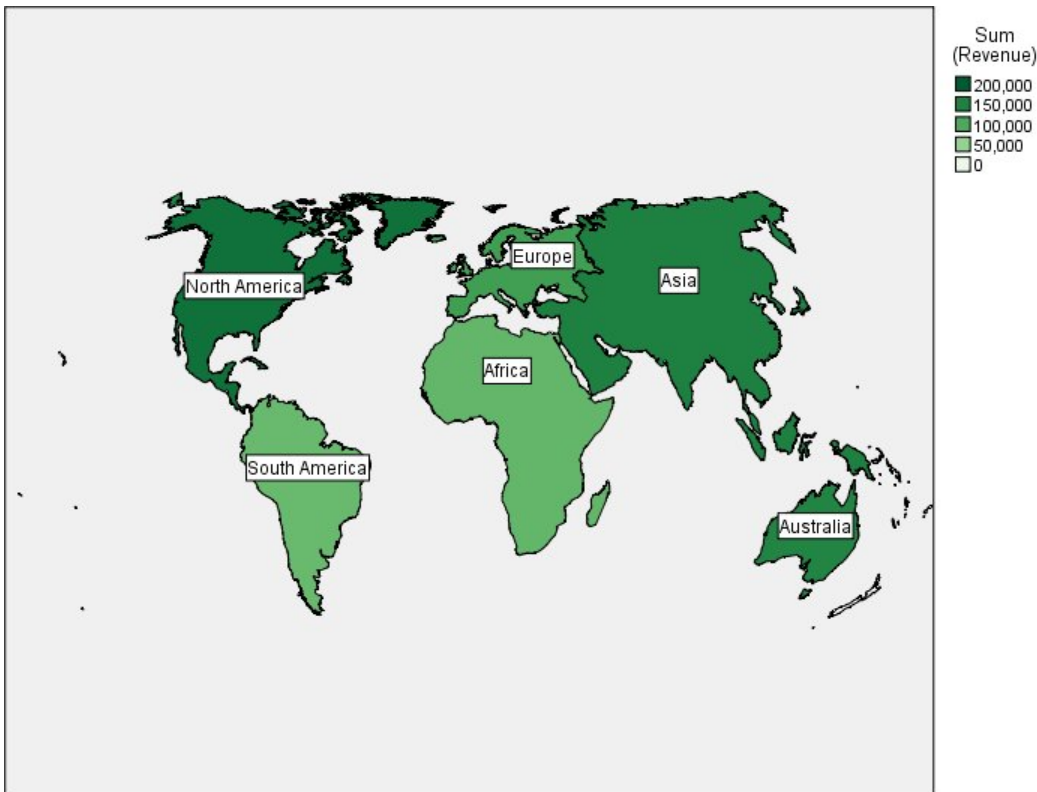 Sum
(Revenue)
200,000
150,000
100,000
50,000
0
Europe
North America
Asia
Africa
South America
Australia